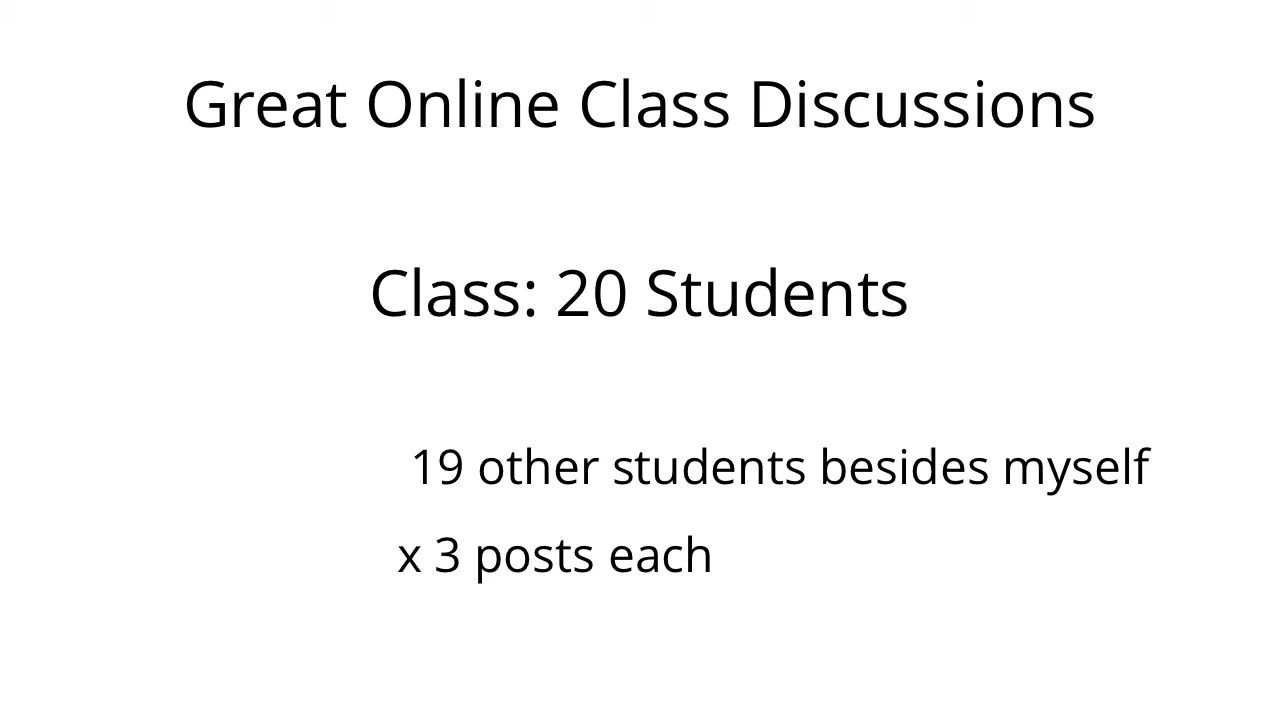 Great Online Class Discussions
Class: 20 Students
19 other students besides myself
x 3 posts each